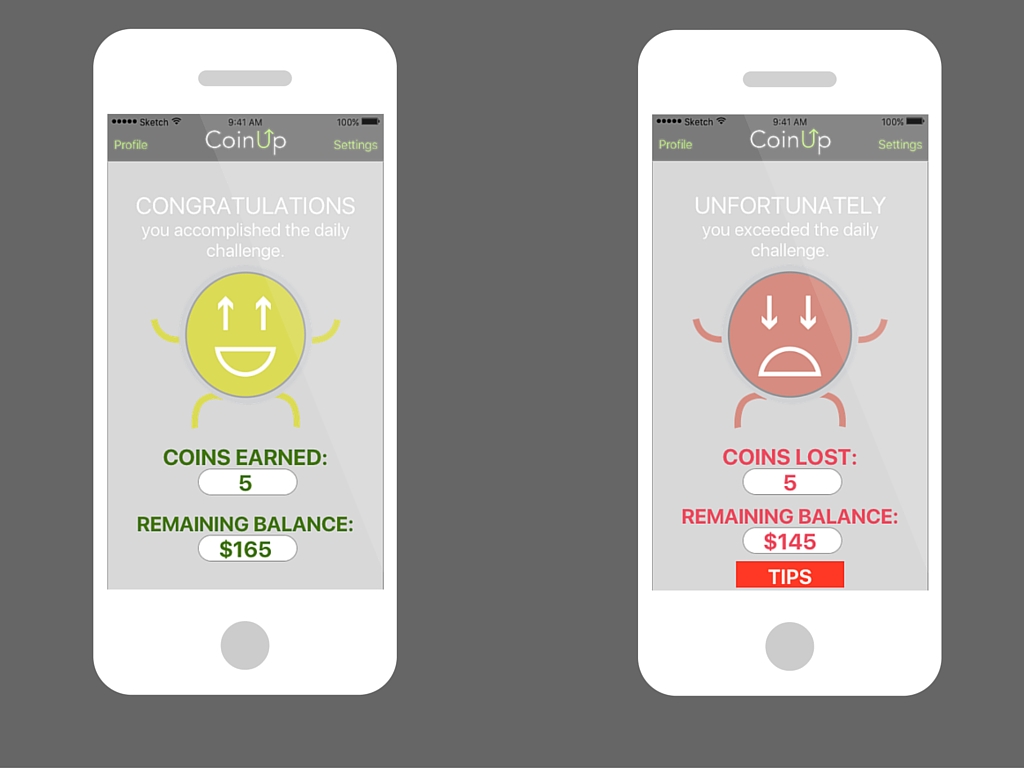 ●●●●● Sketch 9:41 AM 100%
Profile CoinUp Settings
CONGRATULATIONS
you accomplished the daily
challenge.
COINS EARNED:
5
REMAINING BALANCE:
$165
●●●●● Sketch 9:41 AM 100%
Profile CoinUp Settings
UNFORTUNATELY
you exceeded the daily
challenge.
COINS LOST:
5
REMAINING BALANCE:
$145
TIPS